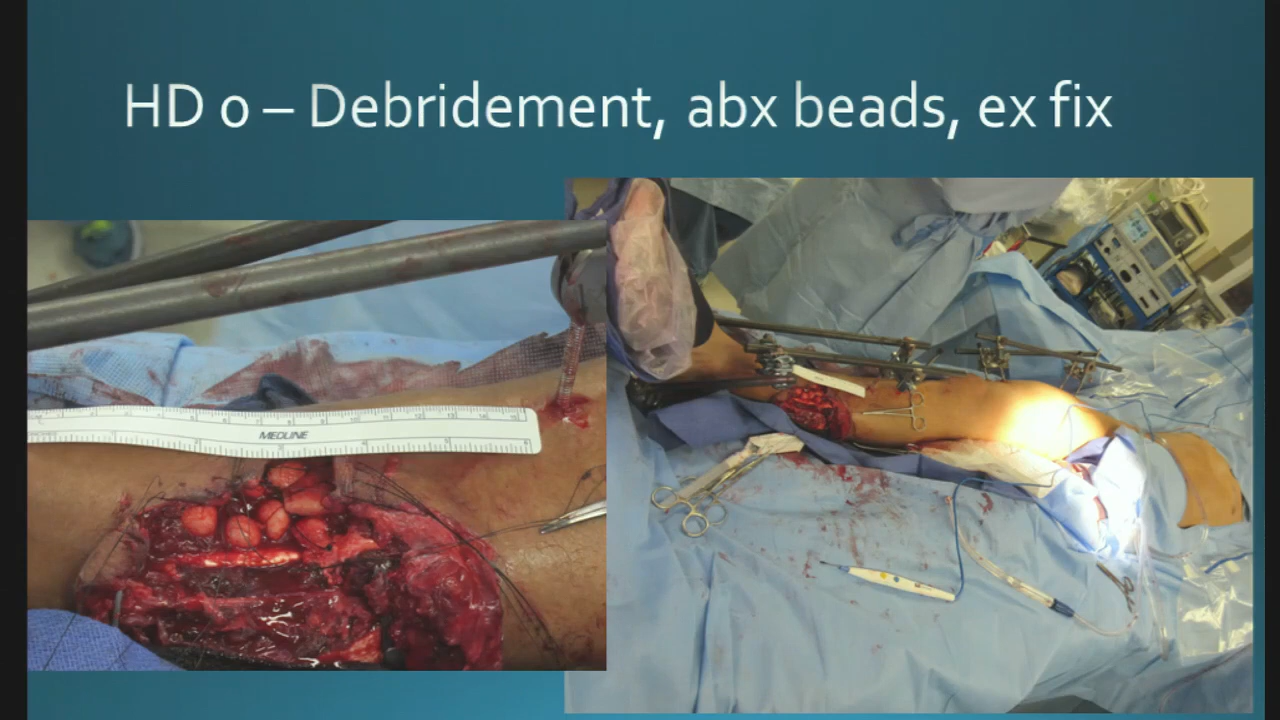 HD 0 – Debridement, abx beads, ex fix
MEDLINE